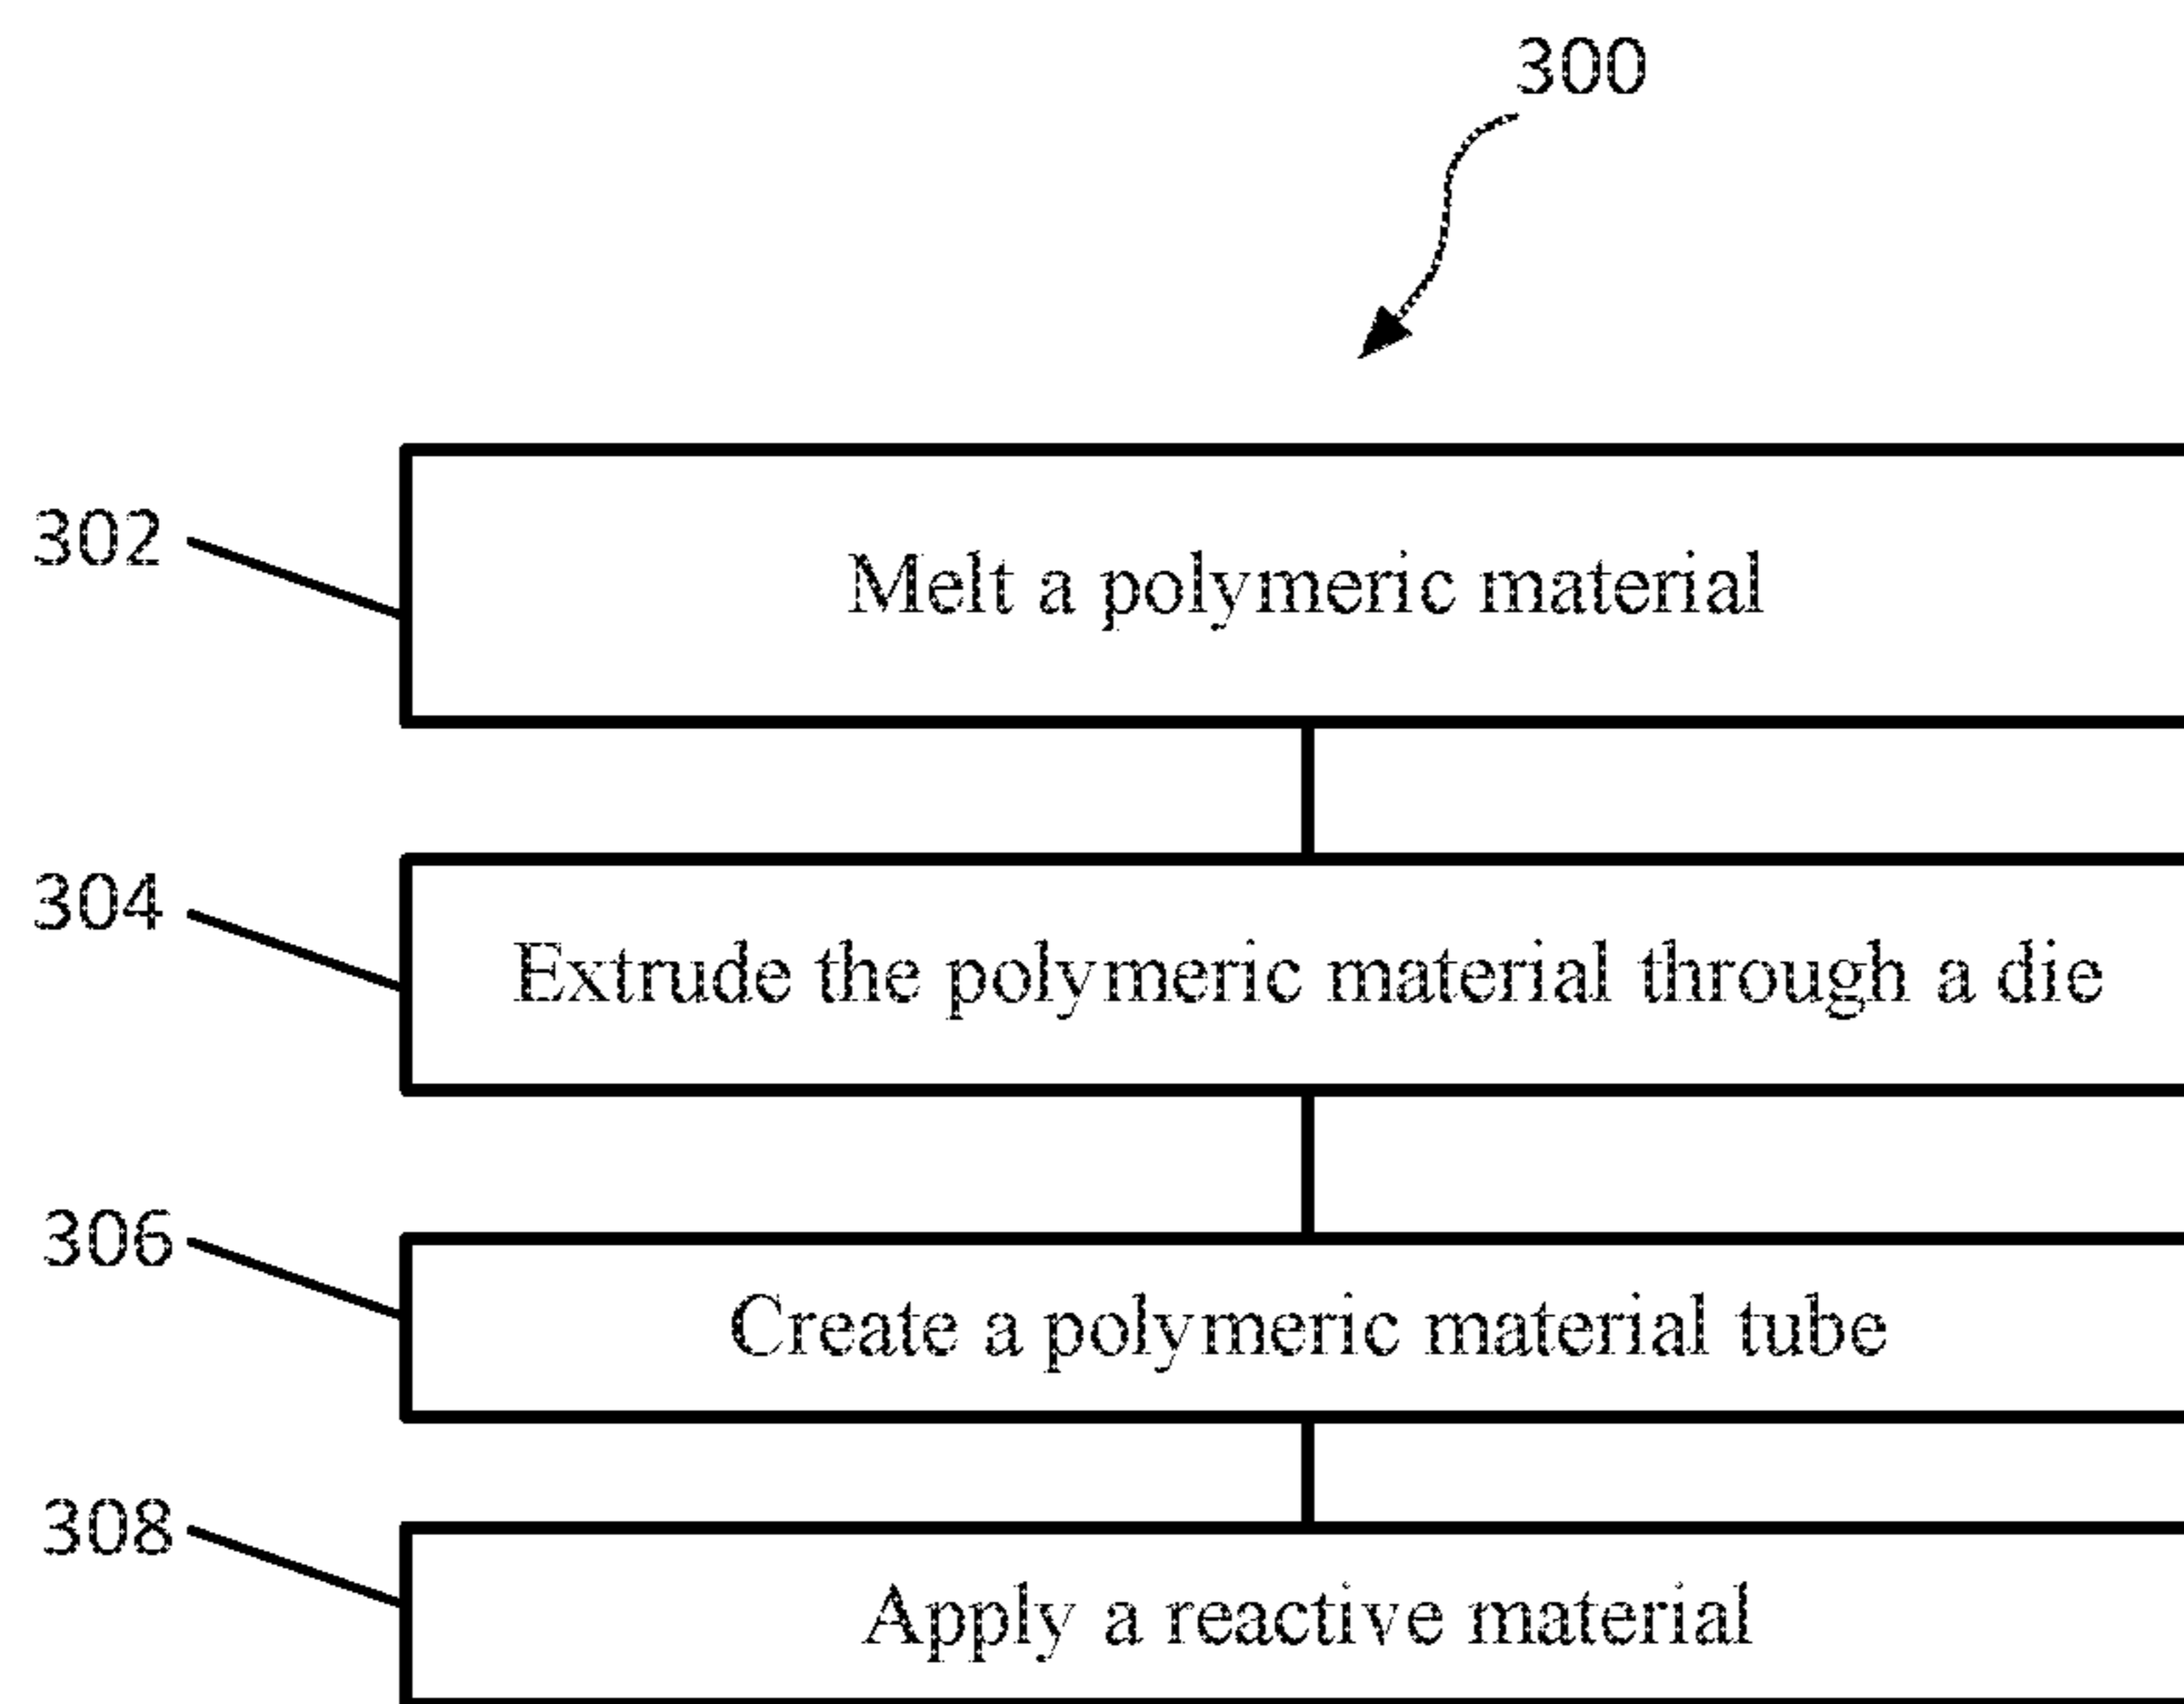 300
302
Melt a polymeric material
304
Extrude the polymeric material through a die
306
Create a polymeric material tube
308
Apply a reactive material